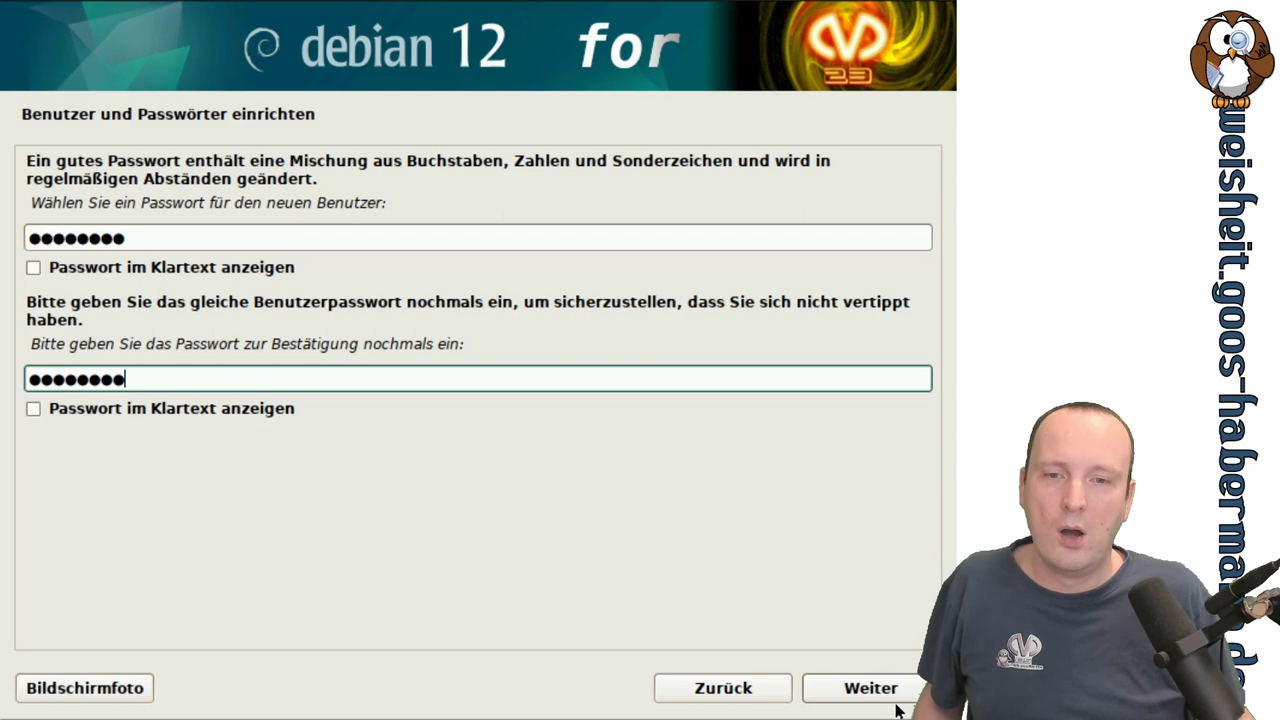 debian 12 for
23
Benutzer und Passwörter einrichten
Ein gutes Passwort enthält eine Mischung aus Buchstaben, Zahlen und Sonderzeichen und wird in
regelmäßigen Abständen geändert.
Wählen Sie ein Passwort für den neuen Benutzer:
Passwort im Klartext anzeigen
Bitte geben Sie das gleiche Benutzerpasswort nochmals ein, um sicherzustellen, dass Sie sich nicht vertippt
haben.
Bitte geben Sie das Passwort zur Bestätigung nochmals ein:
Passwort im Klartext anzeigen
Bildschirmfoto
Zurück
Weiter
weisheit.goos-habermann.de